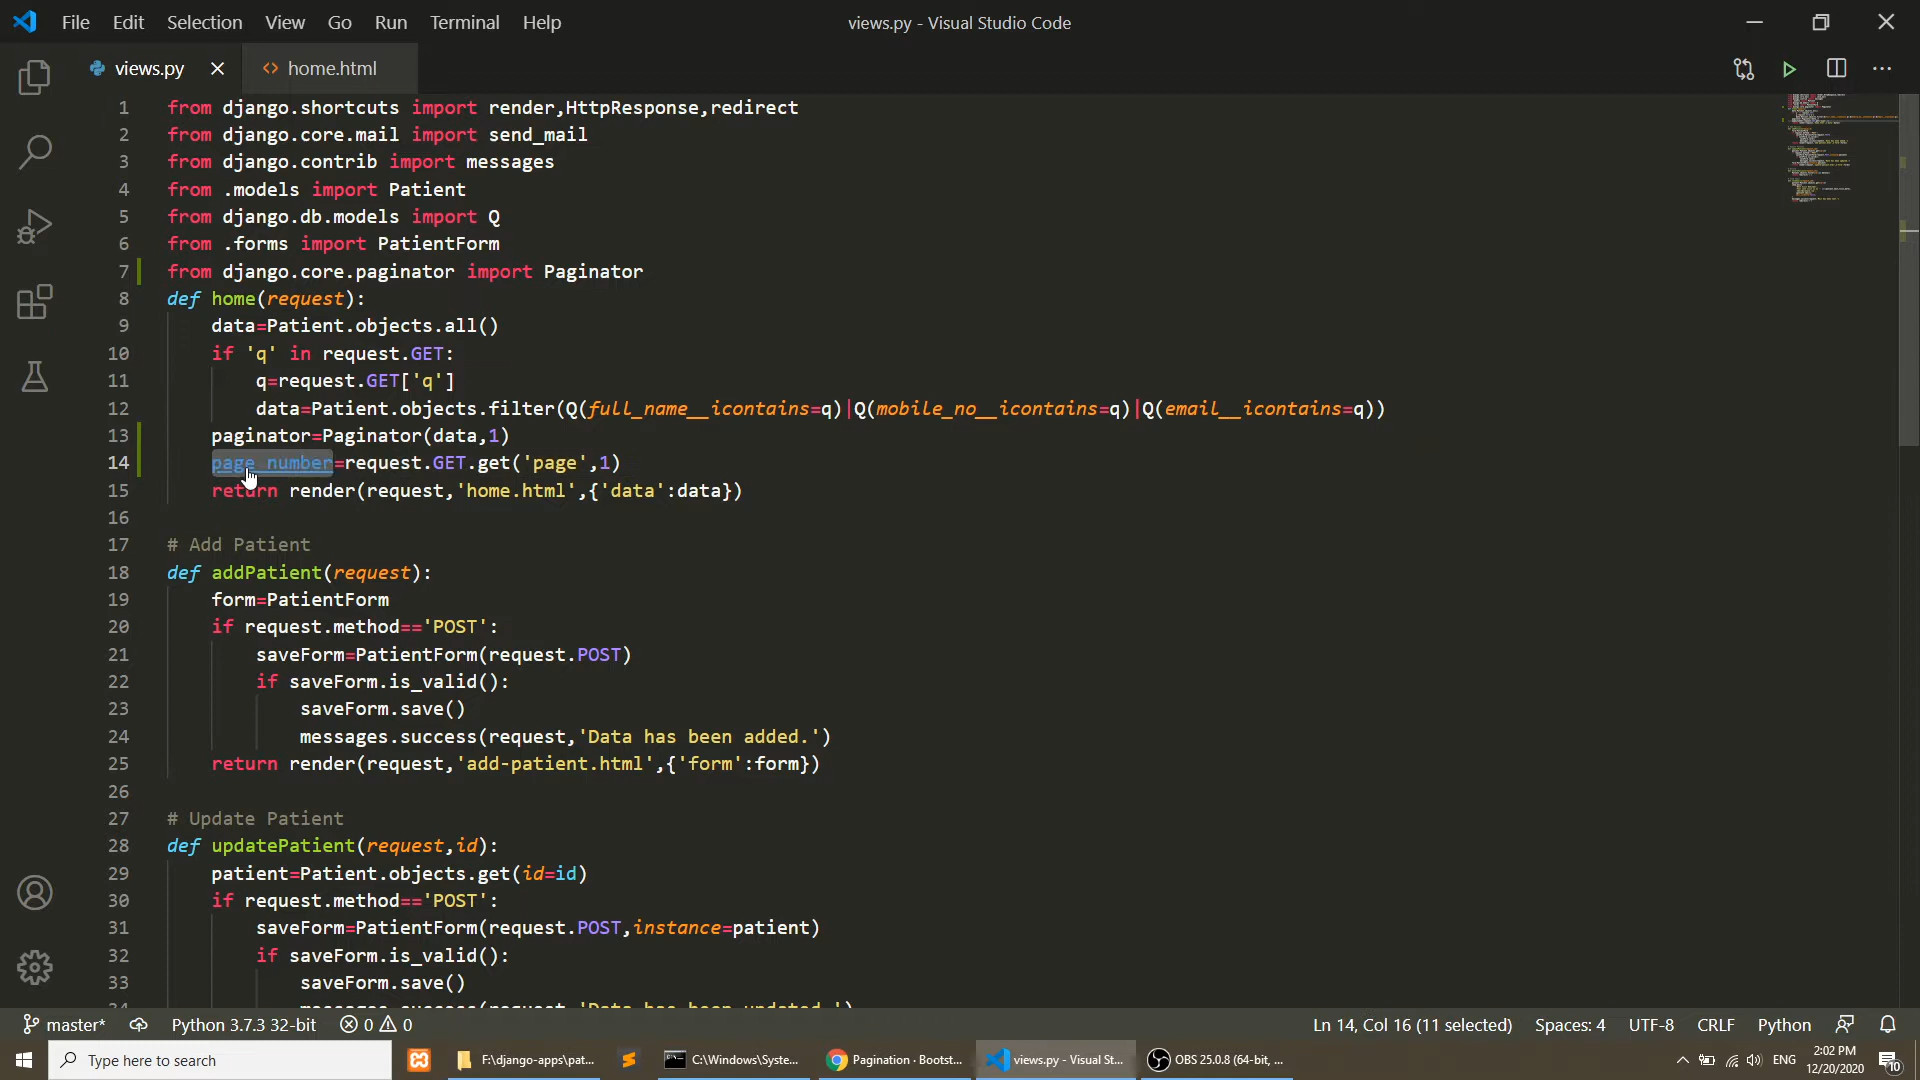 File Edit Selection View Go Run Terminal Help
views.py - Visual Studio Code
views.py
home.html
1 from django.shortcuts import render,HttpResponse,redirect
2 from django.core.mail import send_mail
3 from django.contrib import messages
4 from .models import Patient
5 from django.db.models import Q
6 from .forms import PatientForm
7 from django.core.paginator import Paginator
8 def home(request):
9 data=Patient.objects.all()
10 if 'q' in request.GET:
11 q=request.GET['q']
12 data=Patient.objects.filter(Q(full_name__icontains=q)|Q(mobile_no__icontains=q)|Q(email__icontains=q))
13 paginator=Paginator(data,1)
14 page_number=request.GET.get('page',1)
15 return render(request,'home.html',{'data':data})
16
17 # Add Patient
18 def addPatient(request):
19 form=PatientForm
20 if request.method=='POST':
21 saveForm=PatientForm(request.POST)
22 if saveForm.is_valid():
23 saveForm.save()
24 messages.success(request,'Data has been added.')
25 return render(request,'add-patient.html',{'form':form})
26
27 # Update Patient
28 def updatePatient(request,id):
29 patient=Patient.objects.get(id=id)
30 if request.method=='POST':
31 saveForm=PatientForm(request.POST,instance=patient)
32 if saveForm.is_valid():
33 saveForm.save()
34 messages.success(request,'Data has been updated.')
master* Python 3.7.3 32-bit 0 0
Ln 14, Col 16 (11 selected) Spaces: 4 UTF-8 CRLF Python
Type here to search
F:\django-apps\pat...
C:\Windows\Syste...
Pagination · Bootst...
views.py - Visual St...
OBS 25.0.8 (64-bit, ...
ENG
2:02 PM
12/20/2020
10